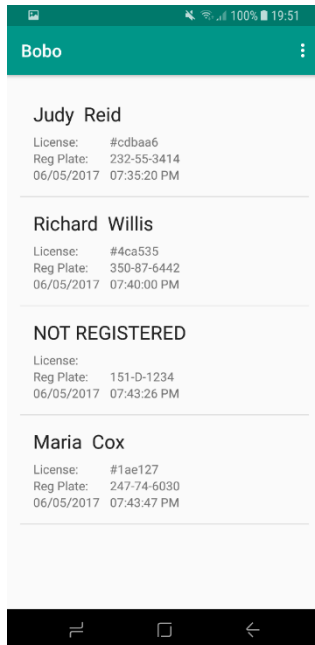 100% 19:51
Bobo
Judy Reid
License: #cdbaa6
Reg Plate: 232-55-3414
06/05/2017 07:35:20 PM
Richard Willis
License: #4ca535
Reg Plate: 350-87-6442
06/05/2017 07:40:00 PM
NOT REGISTERED
License:
Reg Plate: 151-D-1234
06/05/2017 07:43:26 PM
Maria Cox
License: #1ae127
Reg Plate: 247-74-6030
06/05/2017 07:43:47 PM